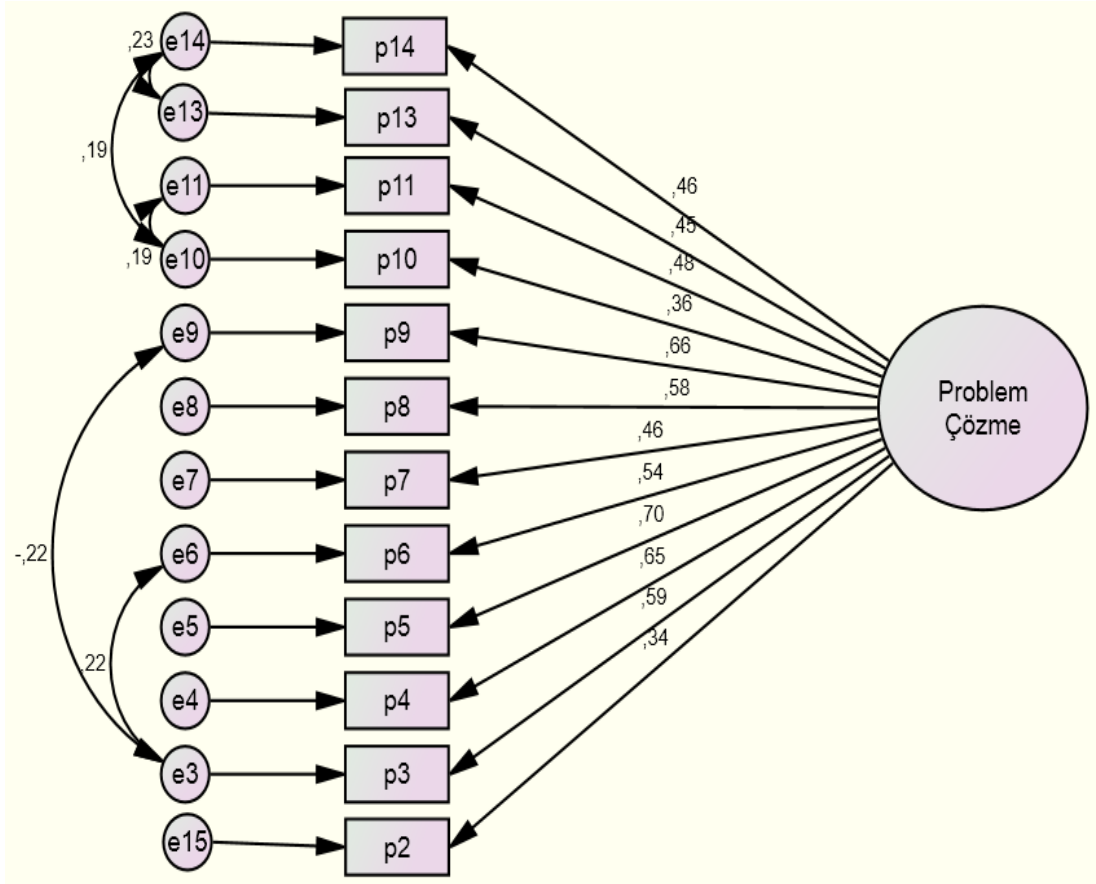 ,23
e14
p14
e13
p13
,19
e11
p11
,46
,45
,19
e10
p10
,48
,36
e9
p9
,66
e8
p8
,58
Problem
Çözme
e7
p7
,46
,54
-,22
e6
p6
,70
,65
e5
p5
,59
,22
,34
e4
p4
e3
p3
e15
p2